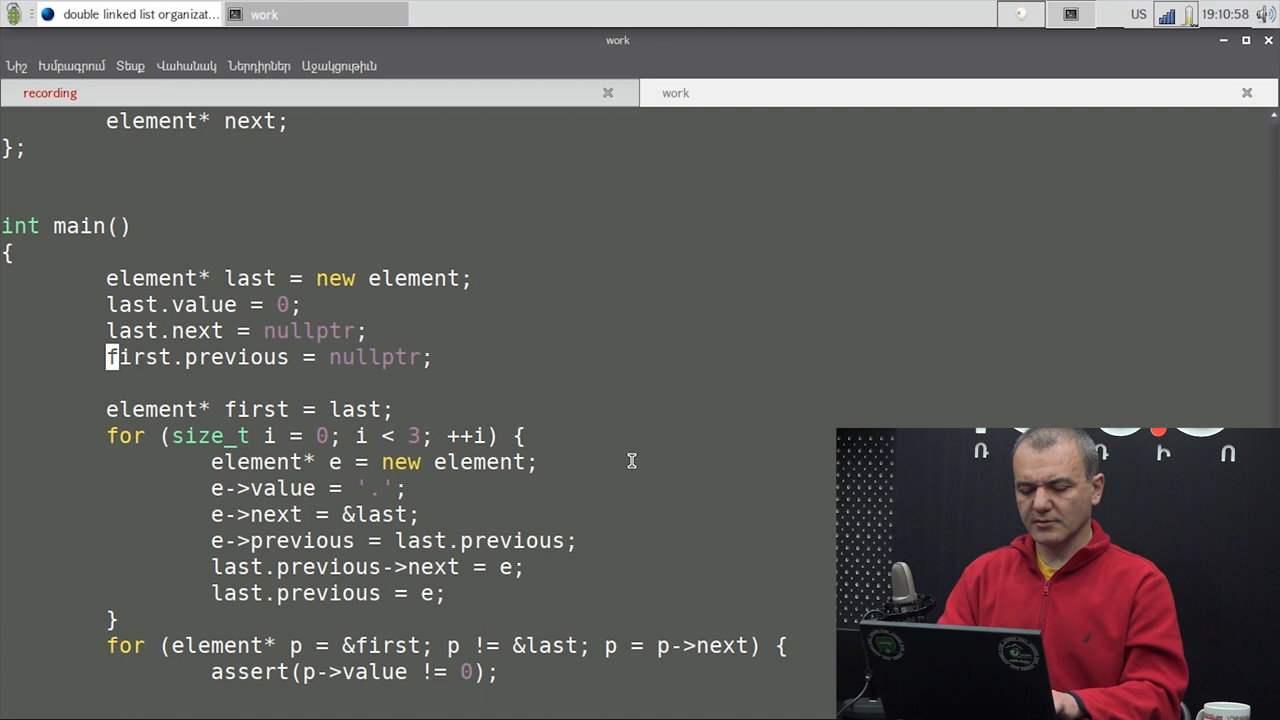 double linked list organizat... work US 19:10:58
work
Նիշ Խմբագրում Տեսք Վահանակ Ներդիրներ Աջակցութիւն
recording work
element* next;
};
int main()
{
element* last = new element;
last.value = 0;
last.next = nullptr;
first.previous = nullptr;
element* first = last;
for (size_t i = 0; i < 3; ++i) {
element* e = new element;
e->value = '.';
e->next = &last;
e->previous = last.previous;
last.previous->next = e;
last.previous = e;
}
for (element* p = &first; p != &last; p = p->next) {
assert(p->value != 0);